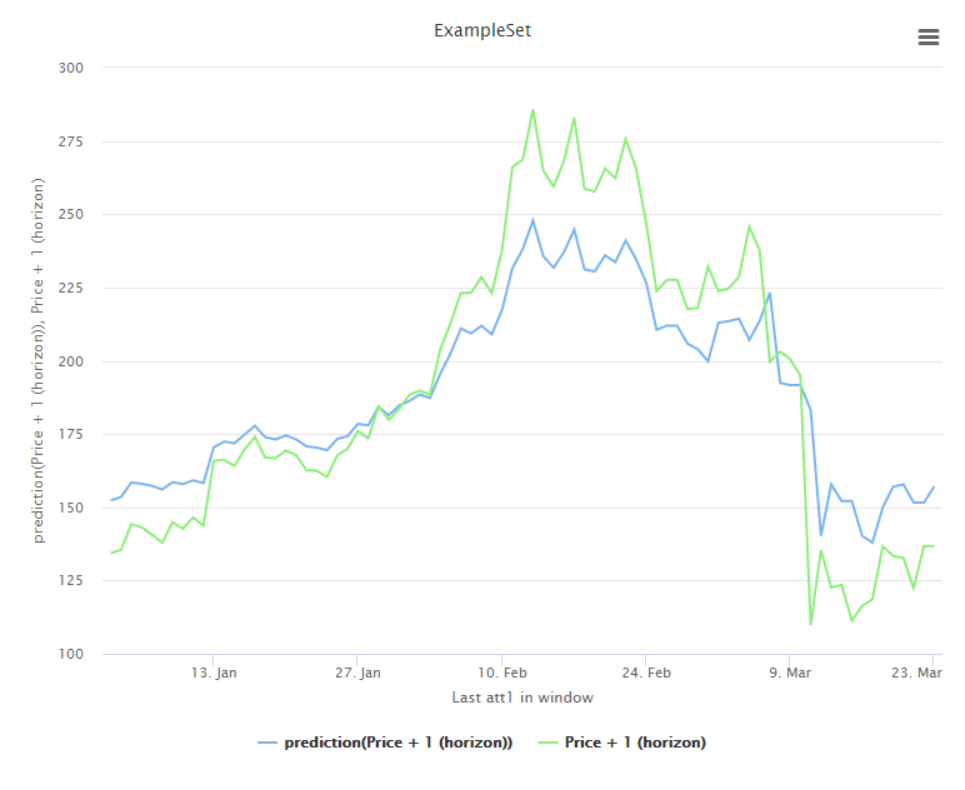 ExampleSet
prediction(Price + 1 (horizon)), Price + 1 (horizon)
300
275
250
225
200
175
150
125
100
13. Jan
27. Jan
10. Feb
24. Feb
9. Mar
23. Mar
Last att1 in window
prediction(Price + 1 (horizon))
Price + 1 (horizon)